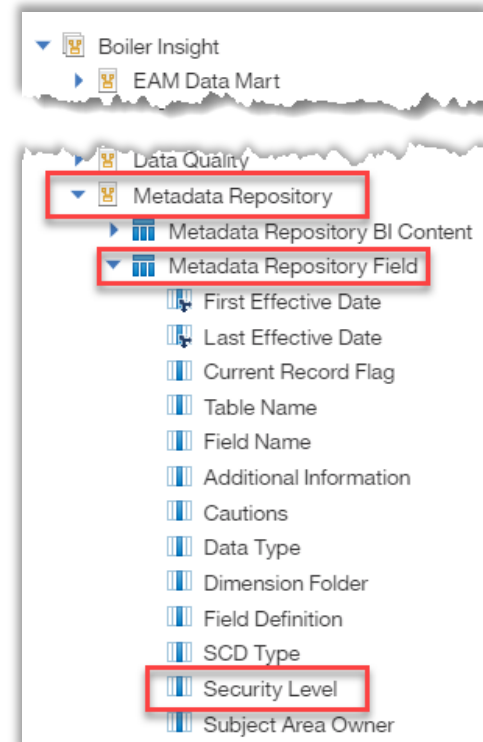 Boiler Insight
EAM Data Mart
Data Quality
Metadata Repository
Metadata Repository BI Content
Metadata Repository Field
First Effective Date
Last Effective Date
Current Record Flag
Table Name
Field Name
Additional Information
Cautions
Data Type
Dimension Folder
Field Definition
SCD Type
Security Level
Subject Area Owner